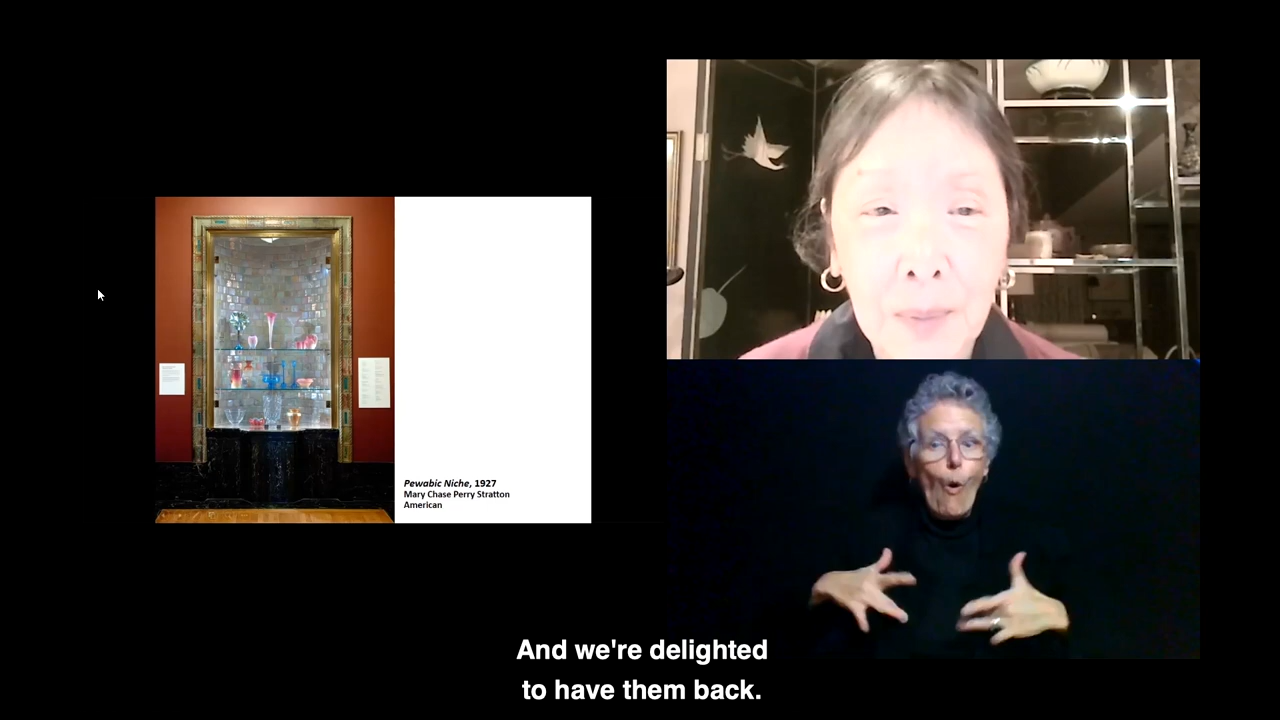 Pewabic Niche, 1927
Mary Chase Perry Stratton
American
And we're delighted
to have them back.